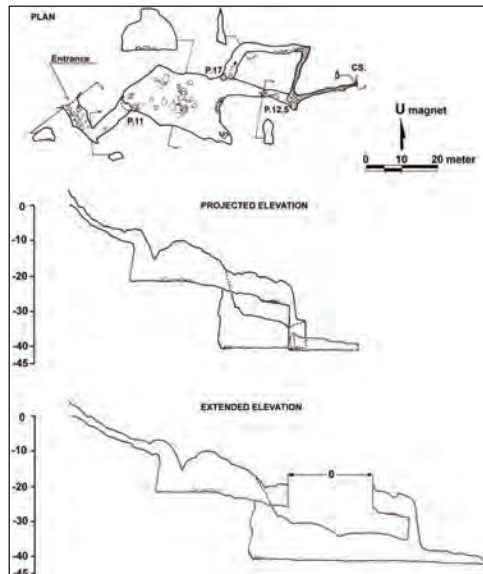 PLAN
Entrance
P.17
CS.
P.11
P.12.5
U magnet
0 10 20 meter
PROJECTED ELEVATION
0
-10
-20
-30
-40
-45
EXTENDED ELEVATION
0
0
-10
-20
-30
-40
-45